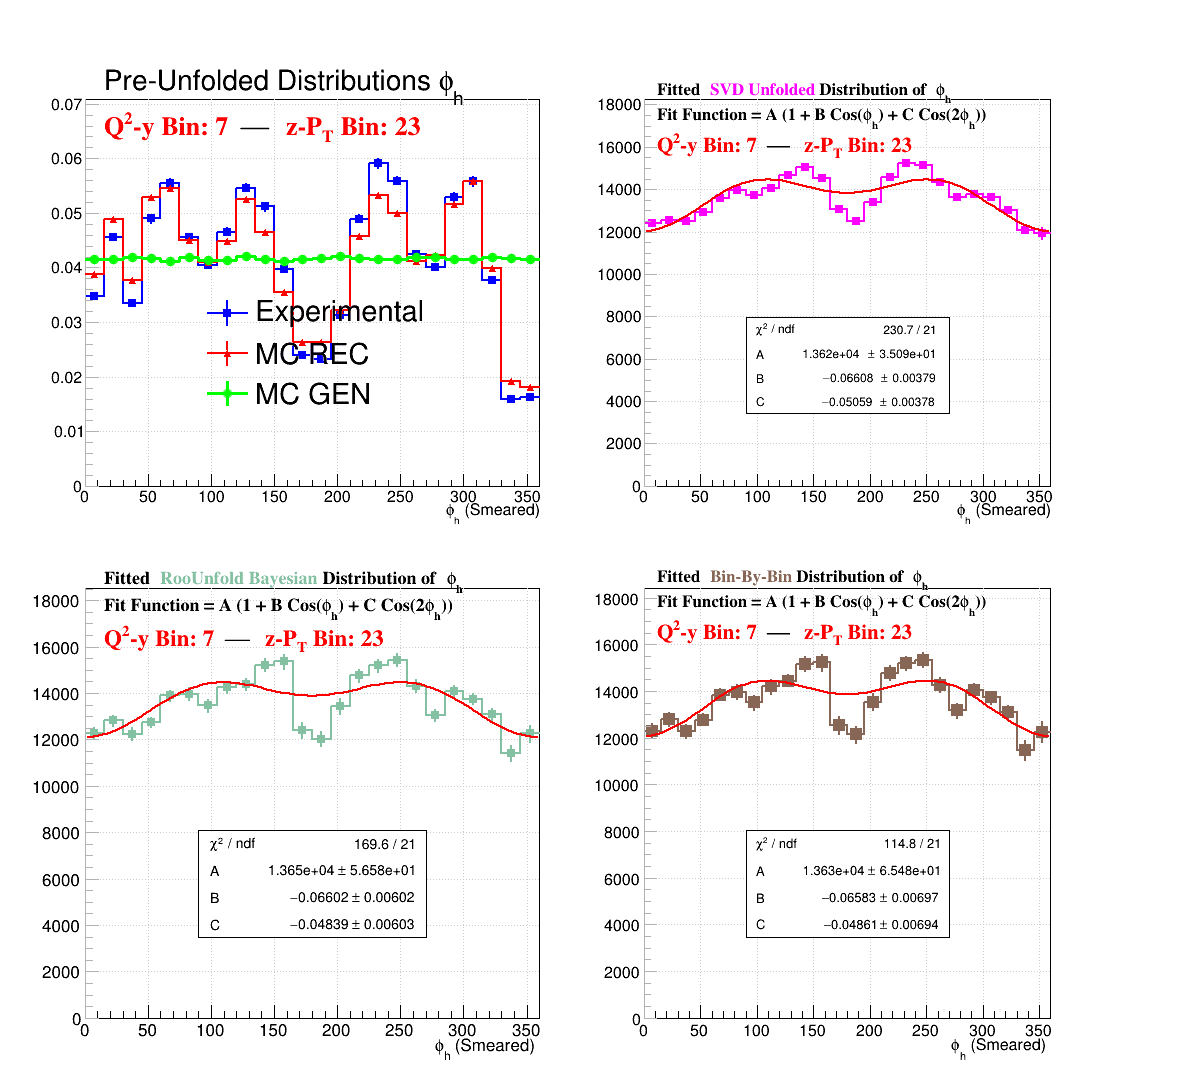 Pre-Unfolded Distributions ϕh
Q²-y Bin: 7 — z-PT Bin: 23
0.07
0.06
0.05
0.04
0.03
0.02
0.01
0
Experimental
MC REC
MC GEN
0 50 100 150 200 250 300 350
ϕh (Smeared)
Fitted SVD Unfolded Distribution of ϕh
Fit Function = A (1 + B Cos(ϕh) + C Cos(2ϕh))
Q²-y Bin: 7 — z-PT Bin: 23
18000
16000
14000
12000
10000
8000
6000
4000
2000
0
χ² / ndf 230.7 / 21
A 1.362e+04 ± 3.509e+01
B −0.06608 ± 0.00379
C −0.05059 ± 0.00378
0 50 100 150 200 250 300 350
ϕh (Smeared)
Fitted RooUnfold Bayesian Distribution of ϕh
Fit Function = A (1 + B Cos(ϕh) + C Cos(2ϕh))
Q²-y Bin: 7 — z-PT Bin: 23
18000
16000
14000
12000
10000
8000
6000
4000
2000
0
χ² / ndf 169.6 / 21
A 1.365e+04 ± 5.658e+01
B −0.06602 ± 0.00602
C −0.04839 ± 0.00603
0 50 100 150 200 250 300 350
ϕh (Smeared)
Fitted Bin-By-Bin Distribution of ϕh
Fit Function = A (1 + B Cos(ϕh) + C Cos(2ϕh))
Q²-y Bin: 7 — z-PT Bin: 23
18000
16000
14000
12000
10000
8000
6000
4000
2000
0
χ² / ndf 114.8 / 21
A 1.363e+04 ± 6.548e+01
B −0.06583 ± 0.00697
C −0.04861 ± 0.00694
0 50 100 150 200 250 300 350
ϕh (Smeared)